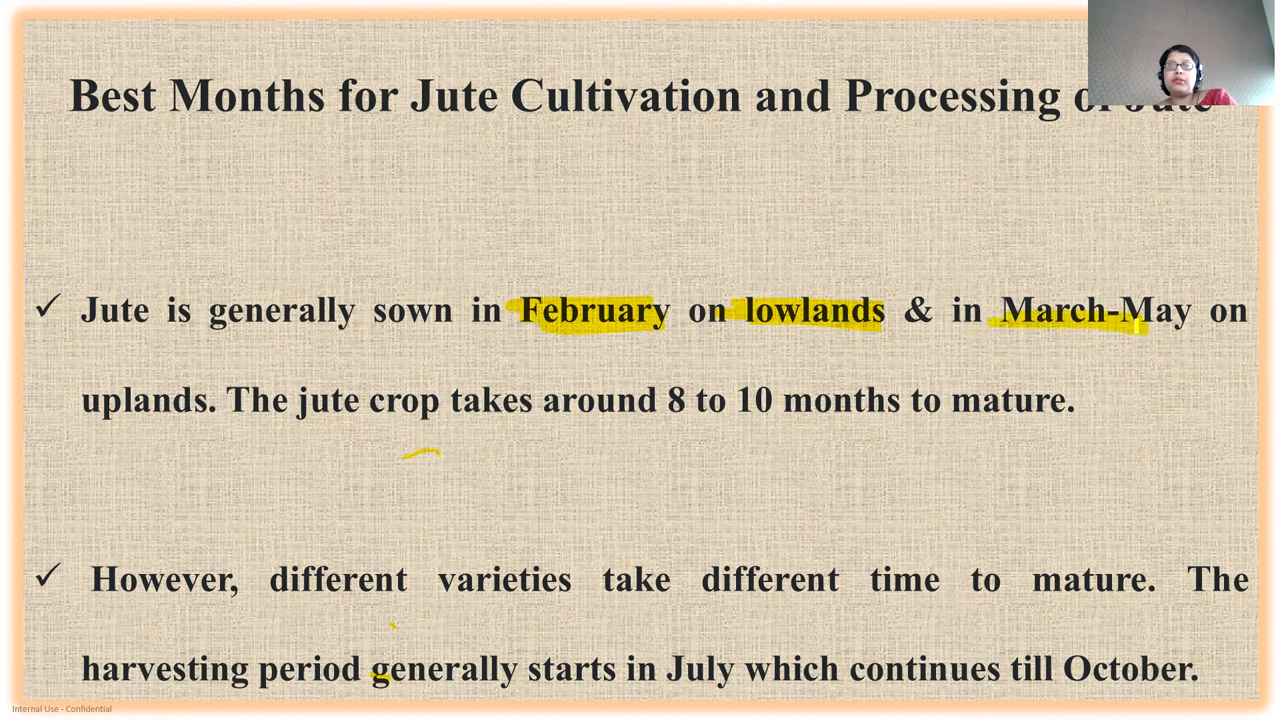 Best Months for Jute Cultivation and Processing of Jute
✓ Jute is generally sown in February on lowlands & in March-May on
uplands. The jute crop takes around 8 to 10 months to mature.
✓ However, different varieties take different time to mature. The
harvesting period generally starts in July which continues till October.
Internal Use - Confidential